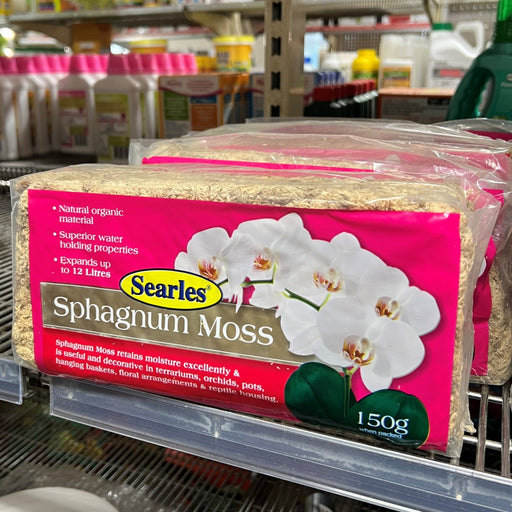 • Natural organic
material
• Superior water
holding properties
• Expands up
to 12 Litres
Searles®
Sphagnum Moss
Sphagnum Moss retains moisture excellently &
is useful and decorative in terrariums, orchids, pots,
hanging baskets, floral arrangements & reptile housing.
150g
when packed